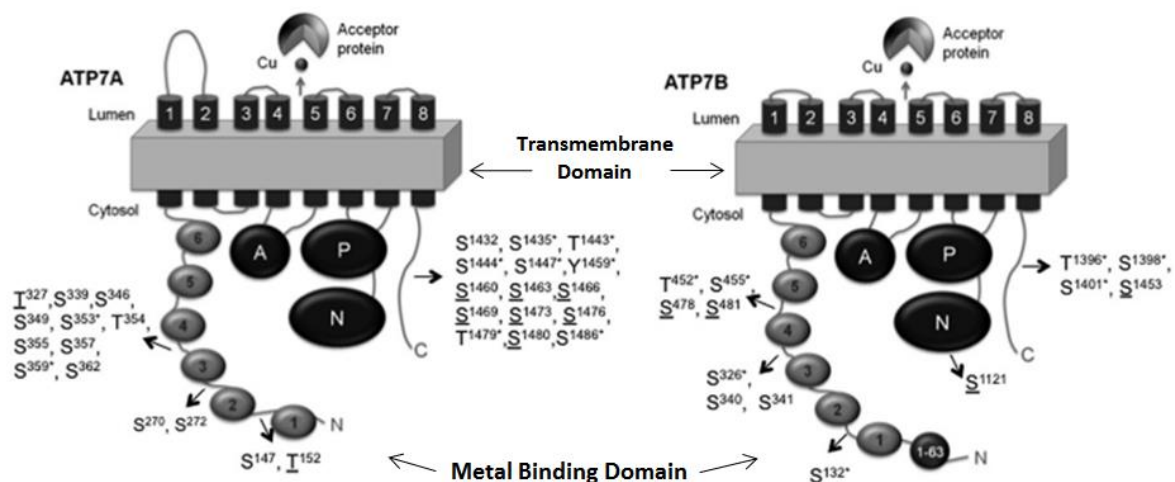 ATP7A
Acceptor
protein
Cu
Lumen
1 2 3 4 5 6 7 8
Cytosol
6
5
4
3
2
1
N
A
P
N
C
T327, S339, S346,
S349, S353*, T354,
S355, S357,
S359*, S362
S270, S272
S147, T152
S1432, S1435*, T1443*,
S1444*, S1447*, Y1459*,
S1460, S1463, S1466,
S1469, S1473, S1476,
T1479*, S1480, S1486*
Transmembrane
Domain
Metal Binding Domain
ATP7B
Acceptor
protein
Cu
Lumen
1 2 3 4 5 6 7 8
Cytosol
6
5
4
3
2
1
1-63
N
A
P
N
C
T452*, S455*,
S478, S481
S326*
S340, S341
S132*
S1121
T1396*, S1398*,
S1401*, S1453